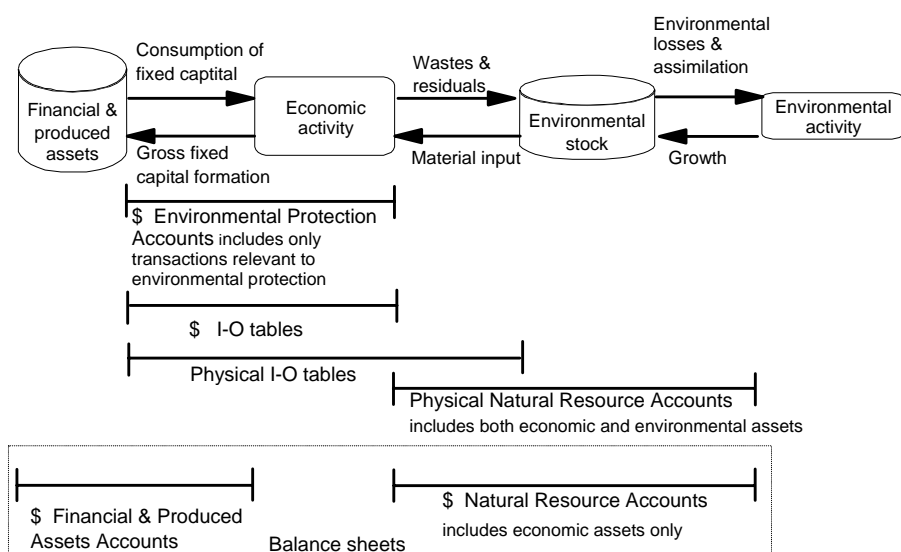 Consumption of
fixed captital
Wastes &
residuals
Environmental
losses &
assimilation
Financial &
produced
assets
Economic
activity
Environmental
stock
Environmental
activity
Gross fixed
capital formation
Material input
Growth
$ Environmental Protection
Accounts includes only
transactions relevant to
environmental protection
$ I-O tables
Physical I-O tables
Physical Natural Resource Accounts
includes both economic and environmental assets
$ Financial & Produced
Assets Accounts
Balance sheets
$ Natural Resource Accounts
includes economic assets only